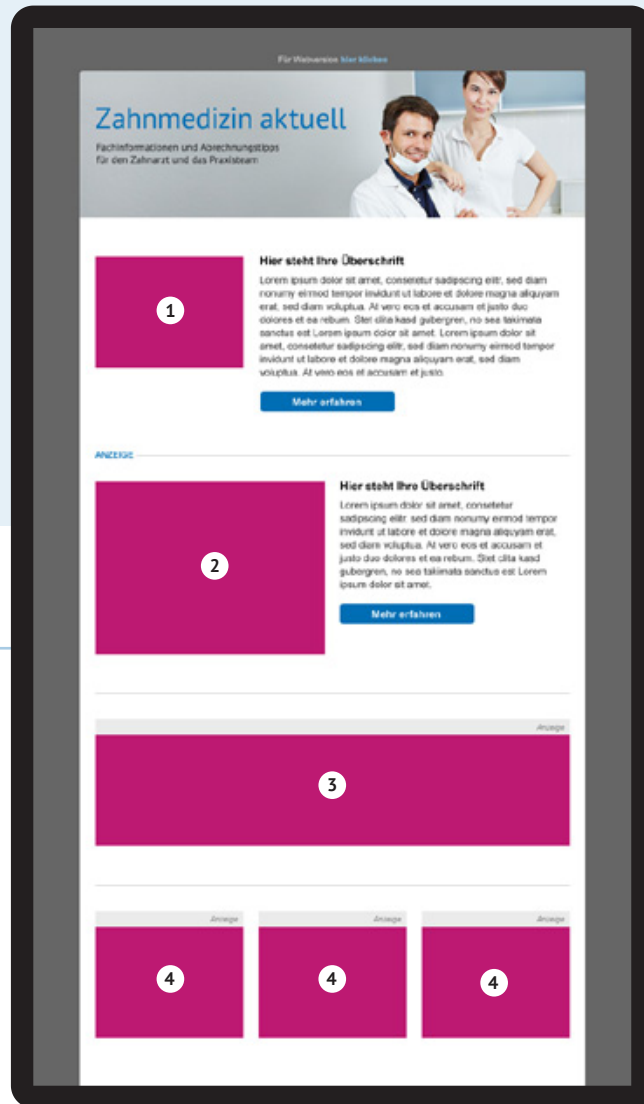 Für Webversion hier klicken
Zahnmedizin aktuell
Fachinformationen und Abrechnungstipps
für den Zahnarzt und das Praxisteam
Hier steht Ihre Überschrift
Lorem ipsum dolor sit amet, consetetur sadipscing elitr, sed diam
nonumy eirmod tempor invidunt ut labore et dolore magna aliquyam
erat, sed diam voluptua. At vero eos et accusam et justo duo
dolores et ea rebum. Stet clita kasd gubergren, no sea takimata
sanctus est Lorem ipsum dolor sit amet. Lorem ipsum dolor sit
amet, consetetur sadipscing elitr, sed diam nonumy eirmod tempor
invidunt ut labore et dolore magna aliquyam erat, sed diam
voluptua. At vero eos et accusam et justo.
1
Mehr erfahren
ANZEIGE
Hier steht Ihre Überschrift
Lorem ipsum dolor sit amet, consetetur
sadipscing elitr, sed diam nonumy eirmod tempor
invidunt ut labore et dolore magna aliquyam erat,
sed diam voluptua. At vero eos et accusam et
justo duo dolores et ea rebum. Stet clita kasd
gubergren, no sea takimata sanctus est Lorem
ipsum dolor sit amet.
2
Mehr erfahren
Anzeige
3
Anzeige Anzeige Anzeige
4 4 4